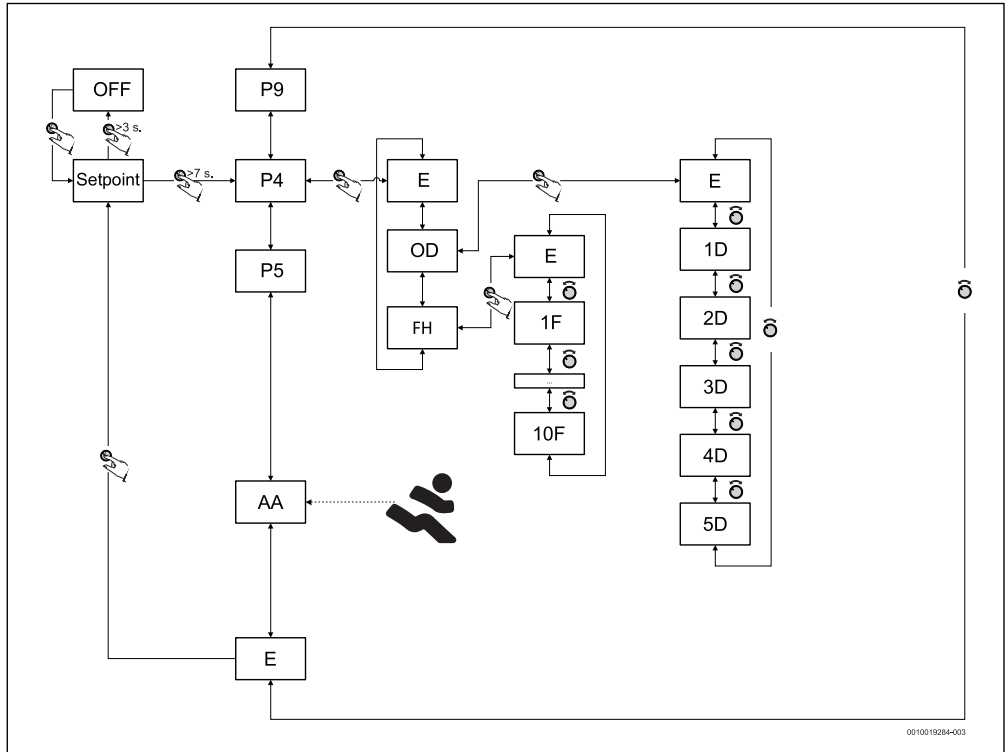 OFF
P9
>3 s.
Setpoint
>7 s.
P4
E
E
OD
1D
P5
E
FH
1F
2D
...
3D
10F
4D
AA
5D
E
0010019284-003